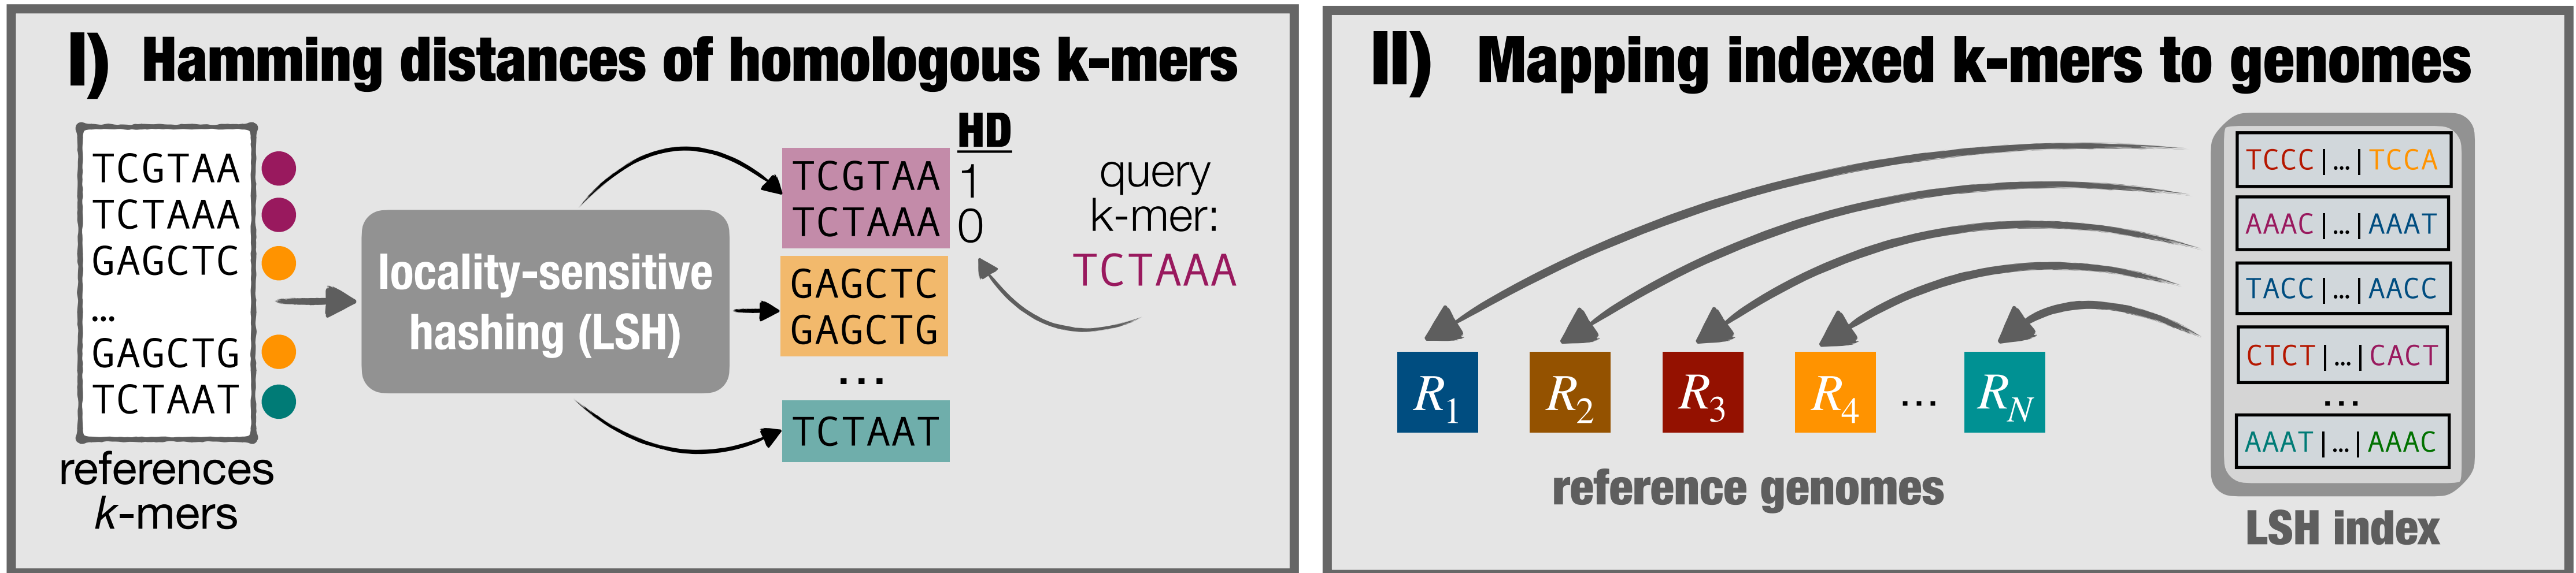 I) Hamming distances of homologous k-mers
TCGTAA
TCTAAA
GAGCTC
...
GAGCTG
TCTAAT
references
k-mers
locality-sensitive
hashing (LSH)
HD
TCGTAA 1
TCTAAA 0
GAGCTC
GAGCTG
...
TCTAAT
query
k-mer:
TCTAAA
II) Mapping indexed k-mers to genomes
R1 R2 R3 R4 ... RN
reference genomes
TCCC|...|TCCA
AAAC|...|AAAT
TACC|...|AACC
CTCT|...|CACT
...
AAAT|...|AAAC
LSH index